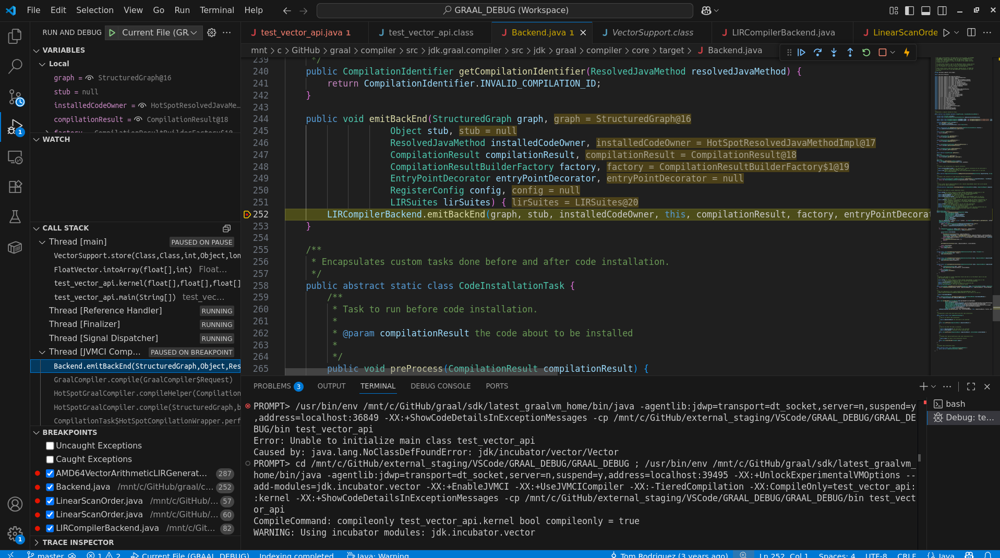 File Edit Selection View Go Run Terminal Help
GRAAL_DEBUG (Workspace)
RUN AND DEBUG
Current File (GR
VARIABLES
Local
graph = StructuredGraph@16
stub = null
installedCodeOwner = HotSpotResolvedJavaMe…
compilationResult = CompilationResult@18
factory = CompilationResultBuilderFactory$1@19
WATCH
CALL STACK
Thread [main] PAUSED ON PAUSE
VectorSupport.store(Class,Class,int,Object,lon
FloatVector.intoArray(float[],int) Float…
test_vector_api.kernel(float[],float[],float[]
test_vector_api.main(String[]) test_vec…
Thread [Reference Handler] RUNNING
Thread [Finalizer] RUNNING
Thread [Signal Dispatcher] RUNNING
Thread [JVMCI Comp… PAUSED ON BREAKPOINT
Backend.emitBackEnd(StructuredGraph,Object,Res
GraalCompiler.compile(GraalCompiler$Request)
HotSpotGraalCompiler.compileHelper(Compilation
HotSpotGraalCompiler.compile(StructuredGraph,b
CompilationTask$HotSpotCompilationWrapper.perf
BREAKPOINTS
Uncaught Exceptions
Caught Exceptions
AMD64VectorArithmeticLIRGenerat… 287
Backend.java /mnt/c/GitHub/graal/c… 252
LinearScanOrder.java /mnt/c/GitHub/… 57
LinearScanOrder.java /mnt/c/GitHub/… 60
LIRCompilerBackend.java /mnt/c/Git… 82
TRACE INSPECTOR
test_vector_api.java 1
test_vector_api.class
Backend.java 1
VectorSupport.class
LIRCompilerBackend.java
LinearScanOrde
mnt > c > GitHub > graal > compiler > src > jdk.graal.compiler > src > jdk > graal > compiler > core > target > Backend.java
239 */
240 public CompilationIdentifier getCompilationIdentifier(ResolvedJavaMethod resolvedJavaMethod) {
241 return CompilationIdentifier.INVALID_COMPILATION_ID;
242 }
243
244 public void emitBackEnd(StructuredGraph graph, graph = StructuredGraph@16
245 Object stub, stub = null
246 ResolvedJavaMethod installedCodeOwner, installedCodeOwner = HotSpotResolvedJavaMethodImpl@17
247 CompilationResult compilationResult, compilationResult = CompilationResult@18
248 CompilationResultBuilderFactory factory, factory = CompilationResultBuilderFactory$1@19
249 EntryPointDecorator entryPointDecorator, entryPointDecorator = null
250 RegisterConfig config, config = null
251 LIRSuites lirSuites) { lirSuites = LIRSuites@20
252 LIRCompilerBackend.emitBackEnd(graph, stub, installedCodeOwner, this, compilationResult, factory, entryPointDecorat
253 }
254
255 /**
256 * Encapsulates custom tasks done before and after code installation.
257 */
258 public abstract static class CodeInstallationTask {
259 /**
260 * Task to run before code installation.
261 *
262 * @param compilationResult the code about to be installed
263 *
264 */
265 public void preProcess(CompilationResult compilationResult) {
PROBLEMS 3 OUTPUT TERMINAL DEBUG CONSOLE PORTS
PROMPT> /usr/bin/env /mnt/c/GitHub/graal/sdk/latest_graalvm_home/bin/java -agentlib:jdwp=transport=dt_socket,server=n,suspend=y
,address=localhost:36849 -XX:+ShowCodeDetailsInExceptionMessages -cp /mnt/c/GitHub/external_staging/VSCode/GRAAL_DEBUG/GRAAL_DE
BUG/bin test_vector_api
Error: Unable to initialize main class test_vector_api
Caused by: java.lang.NoClassDefFoundError: jdk/incubator/vector/Vector
PROMPT> cd /mnt/c/GitHub/external_staging/VSCode/GRAAL_DEBUG/GRAAL_DEBUG ; /usr/bin/env /mnt/c/GitHub/graal/sdk/latest_graalvm_
home/bin/java -agentlib:jdwp=transport=dt_socket,server=n,suspend=y,address=localhost:39495 -XX:+UnlockExperimentalVMOptions --
add-modules=jdk.incubator.vector -XX:+EnableJVMCI -XX:+UseJVMCICompiler -XX:-TieredCompilation -XX:CompileOnly=test_vector_api:
:kernel -XX:+ShowCodeDetailsInExceptionMessages -cp /mnt/c/GitHub/external_staging/VSCode/GRAAL_DEBUG/GRAAL_DEBUG/bin test_vect
or_api
CompileCommand: compileonly test_vector_api.kernel bool compileonly = true
WARNING: Using incubator modules: jdk.incubator.vector
bash
Debug: te…
1
1
master 1 2 Current File (GRAAL_DEBUG) Indexing completed Java: Warning Tom Rodriguez (3 years ago) Ln 252, Col 1 Spaces: 4 UTF-8 CRLF Java